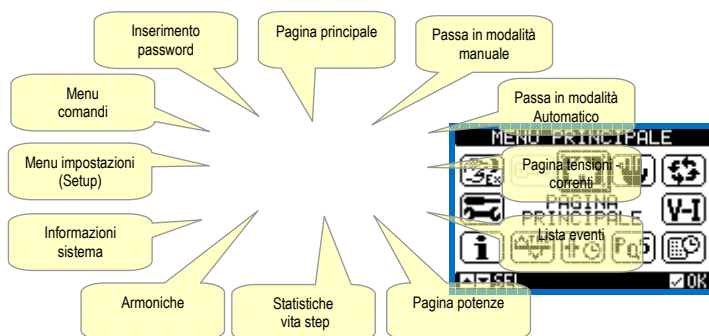 Inserimento
password
Pagina principale
Passa in modalità
manuale
Menu
comandi
Passa in modalità
Automatico
MENU PRINCIPALE
Menu impostazioni
(Setup)
Pagina tensioni -
correnti
PAGINA
PRINCIPALE
V-I
Informazioni
sistema
Lista eventi
i
SEL
OK
Armoniche
Statistiche
vita step
Pagina potenze